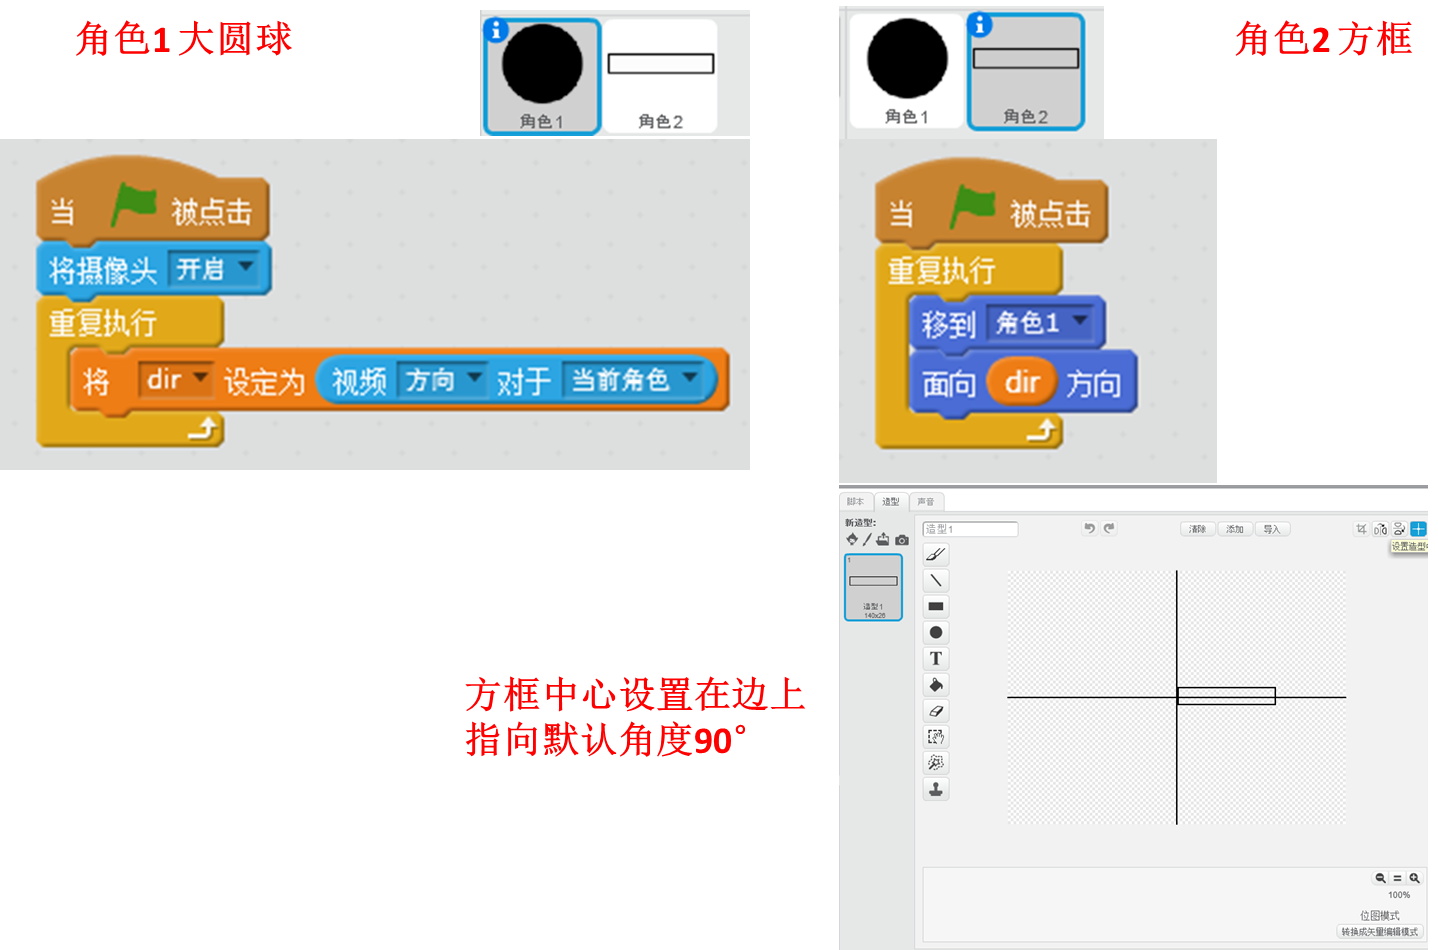 角色1 大圆球
角色1
角色2
当 被点击
将摄像头 开启
重复执行
将 dir 设定为 视频 方向 对于 当前角色
角色2 方框
角色1
角色2
当 被点击
重复执行
移到 角色1
面向 dir 方向
方框中心设置在边上
指向默认角度90°
脚本 造型 声音
新造型:
造型1
清除 添加 导入
设置造型
1
造型1
140x26
T
100%
位图模式
转换成矢量编辑模式